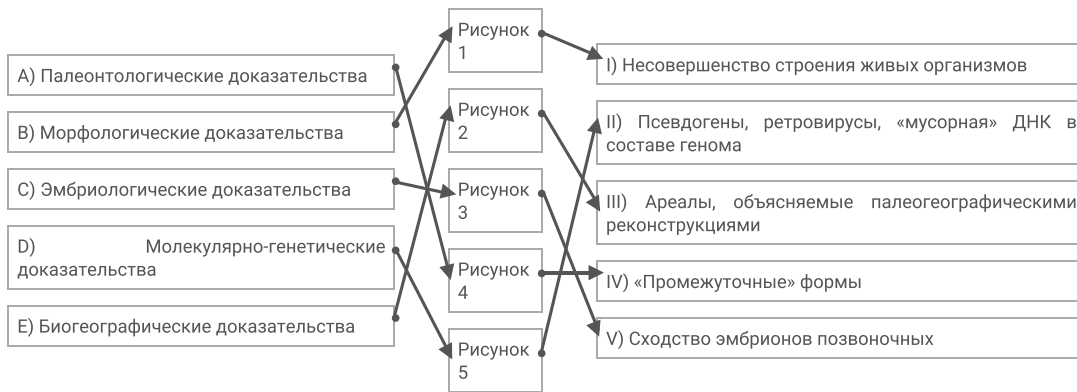 A) Палеонтологические доказательства
B) Морфологические доказательства
C) Эмбриологические доказательства
D) Молекулярно-генетические
доказательства
E) Биогеографические доказательства
Рисунок
1
Рисунок
2
Рисунок
3
Рисунок
4
Рисунок
5
I) Несовершенство строения живых организмов
II) Псевдогены, ретровирусы, «мусорная» ДНК в
составе генома
III) Ареалы, объясняемые палеогеографическими
реконструкциями
IV) «Промежуточные» формы
V) Сходство эмбрионов позвоночных